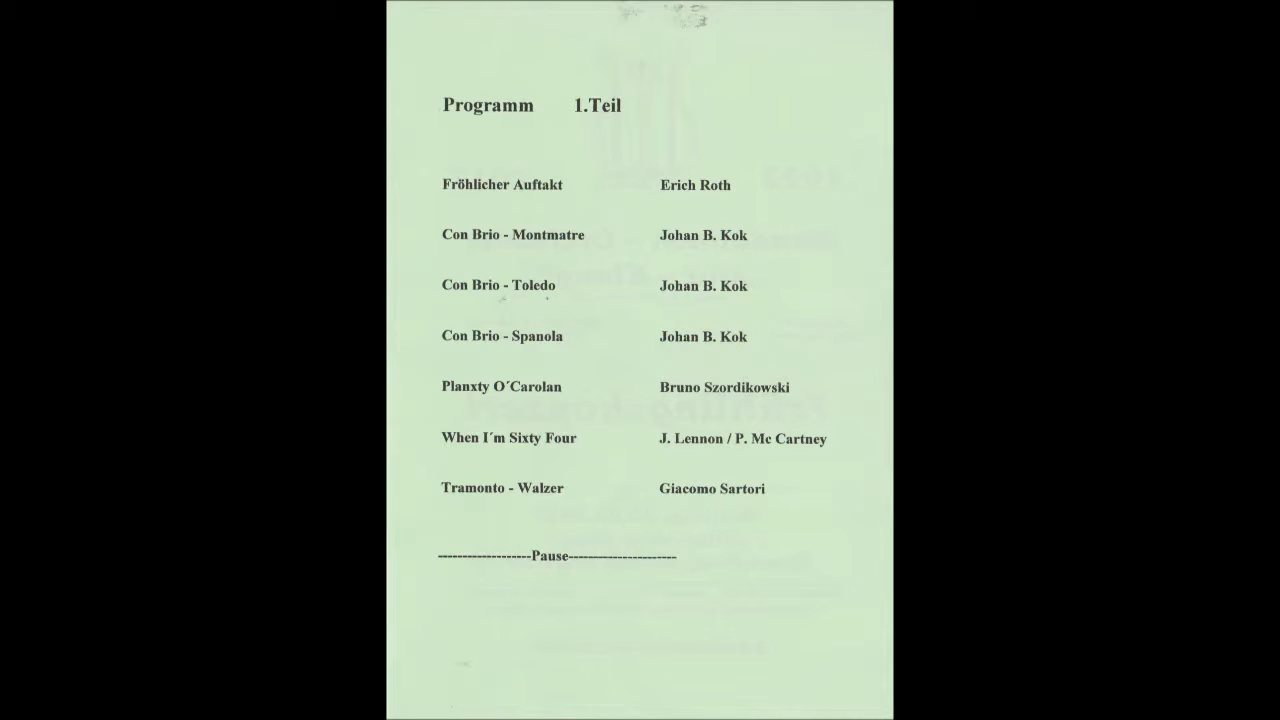 Programm 1.Teil
Fröhlicher Auftakt Erich Roth
Con Brio - Montmatre Johan B. Kok
Con Brio - Toledo Johan B. Kok
Con Brio - Spanola Johan B. Kok
Planxty O´Carolan Bruno Szordikowski
When I´m Sixty Four J. Lennon / P. Mc Cartney
Tramonto - Walzer Giacomo Sartori
-------------------Pause----------------------